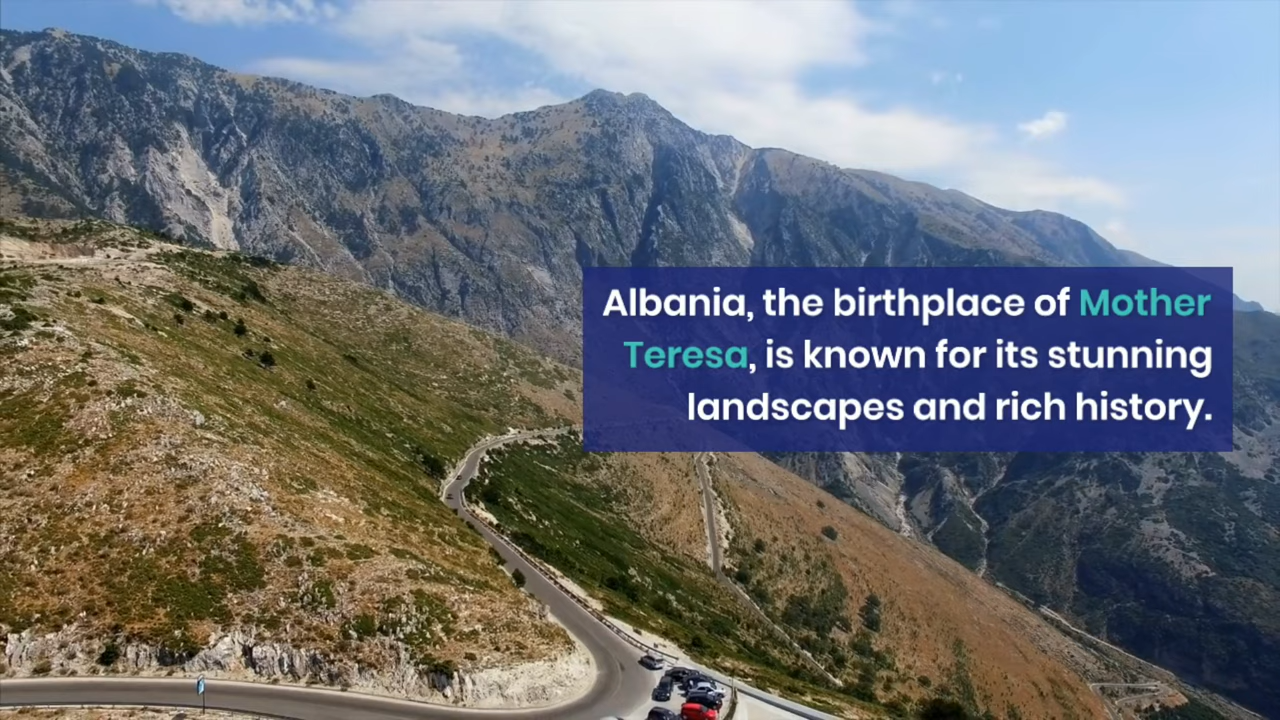 Albania, the birthplace of Mother
Teresa, is known for its stunning
landscapes and rich history.